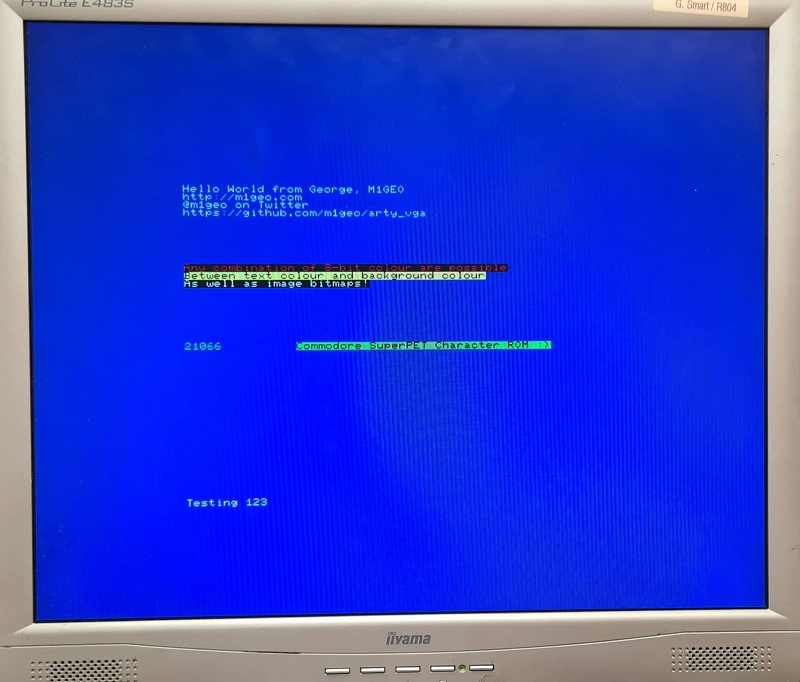 ProLite E483S
G. Smart / R804
Hello World from George, M1GEO
http://m1geo.com
@m1geo on Twitter
https://github.com/m1geo/arty_vga
Any combination of 8-bit colour are possible
Between text colour and background colour
As well as image bitmaps!
21066 Commodore SuperPET Character ROM :)
Testing 123
iiyama